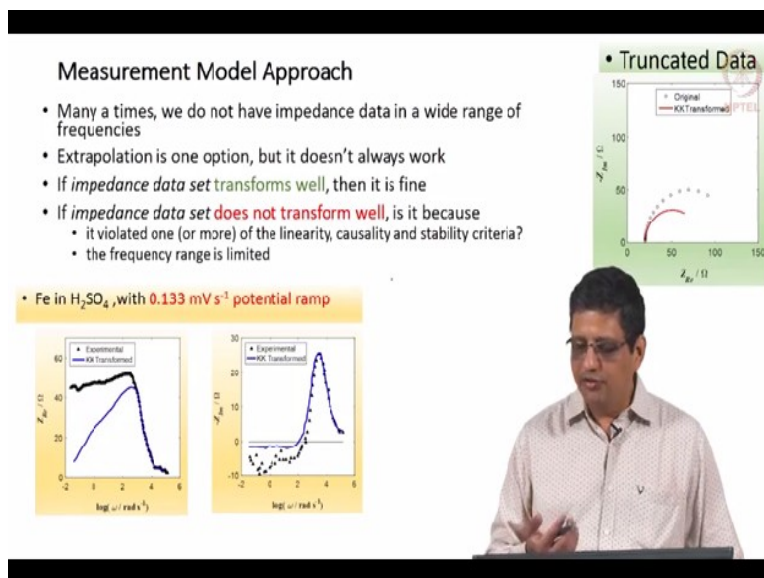 Measurement Model Approach
• Many a times, we do not have impedance data in a wide range of
frequencies
• Extrapolation is one option, but it doesn't always work
• If impedance data set transforms well, then it is fine
• If impedance data set does not transform well, is it because
• it violated one (or more) of the linearity, causality and stability criteria?
• the frequency range is limited
• Truncated Data
NPTEL
150
Original
KK Transformed
100
-Z_Im / Ω
50
0
0 50 100 150
Z_Re / Ω
• Fe in H₂SO₄ ,with 0.133 mV s⁻¹ potential ramp
Experimental
KK Transformed
60
40
20
0
Z_Re / Ω
-2 0 2 4 6
log( ω / rad s⁻¹)
30
Experimental
KK Transformed
20
10
0
-10
-Z_Im / Ω
-2 0 2 4 6
log( ω / rad s⁻¹)